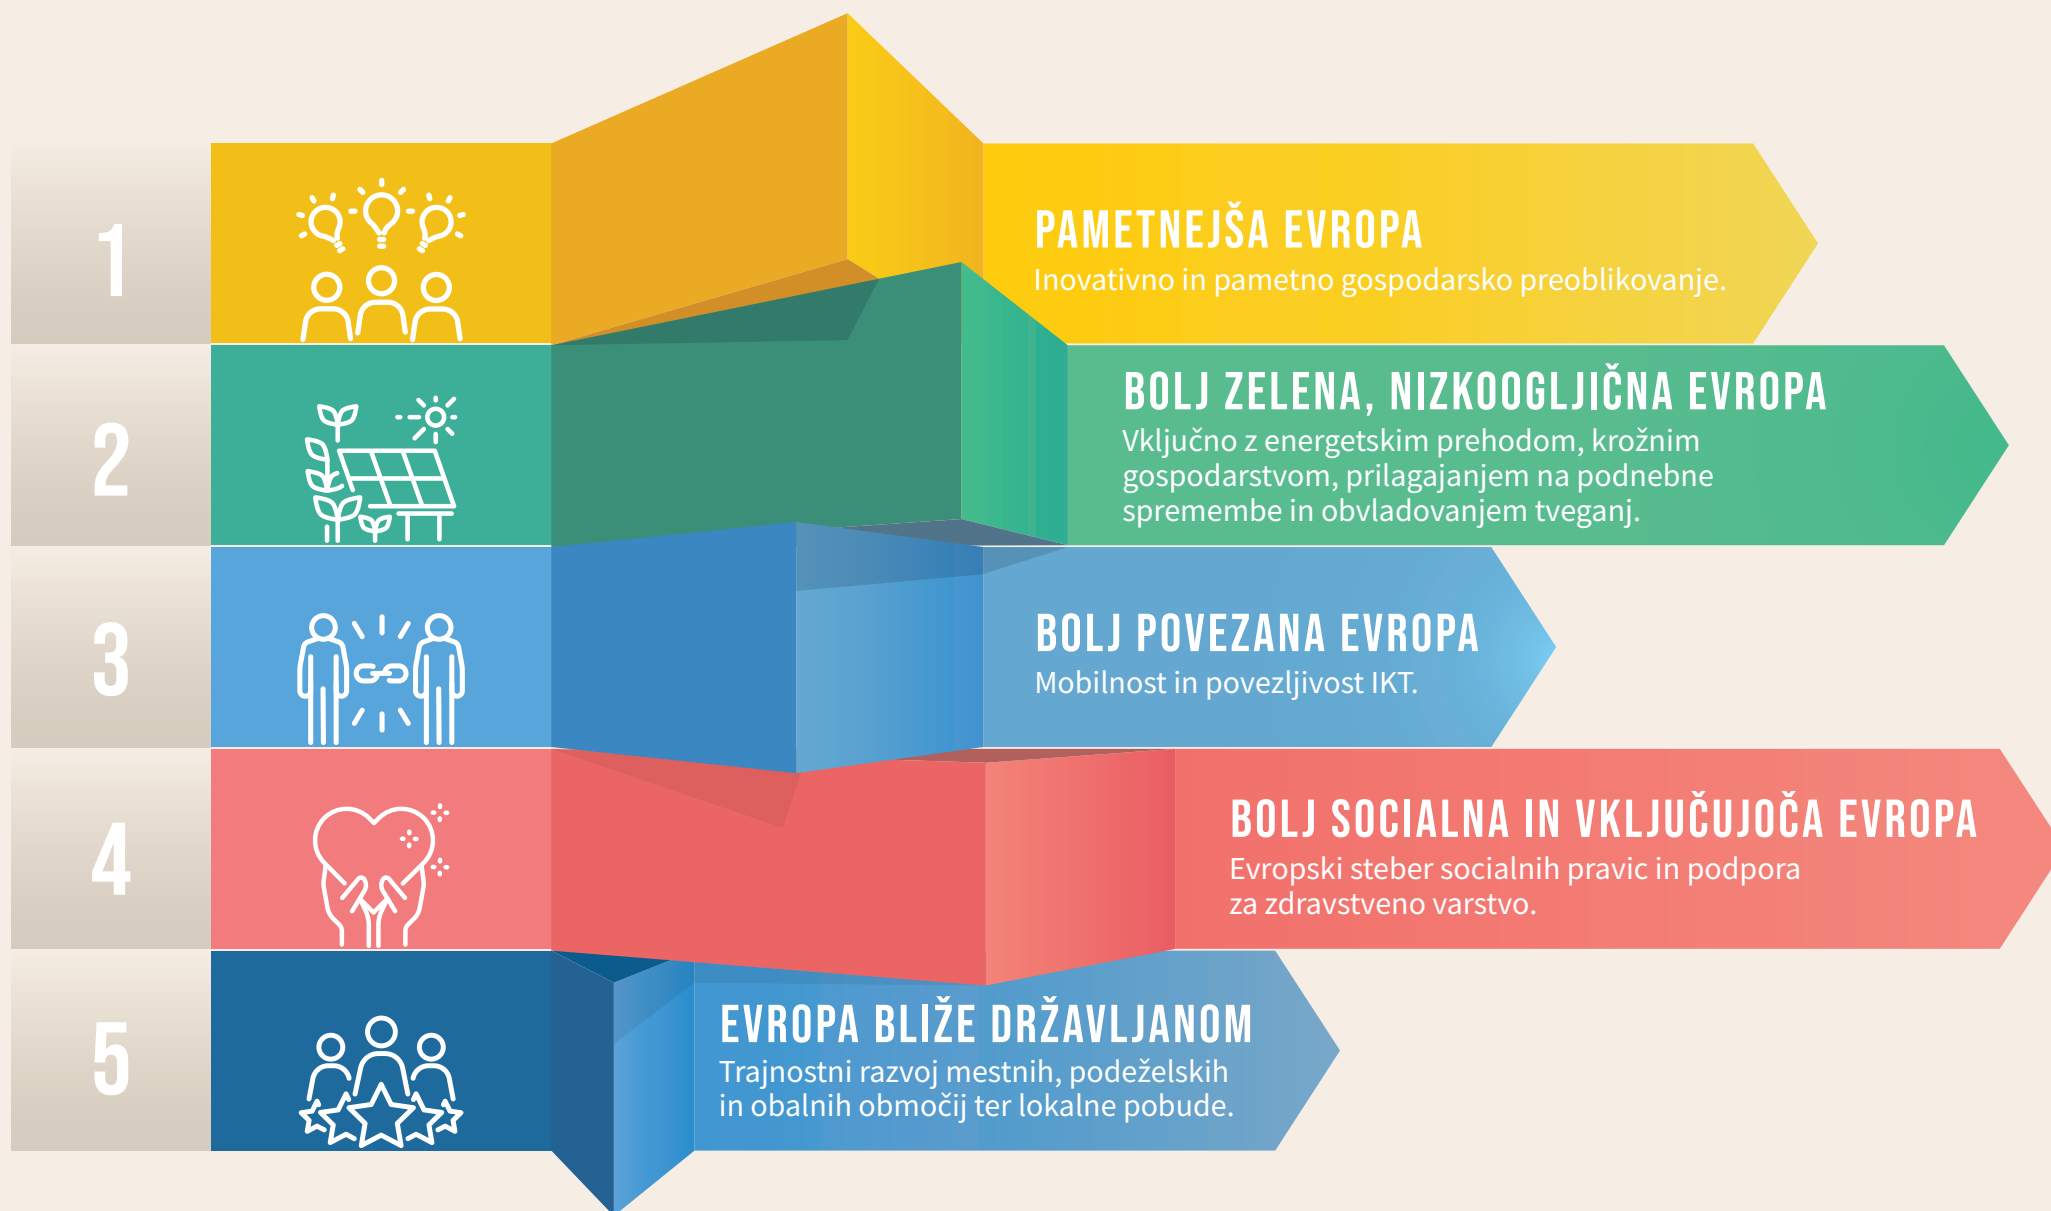 1
PAMETNEJŠA EVROPA
Inovativno in pametno gospodarsko preoblikovanje.
2
BOLJ ZELENA, NIZKOOGLJIČNA EVROPA
Vključno z energetskim prehodom, krožnim
gospodarstvom, prilagajanjem na podnebne
spremembe in obvladovanjem tveganj.
3
BOLJ POVEZANA EVROPA
Mobilnost in povezljivost IKT.
4
BOLJ SOCIALNA IN VKLJUČUJOČA EVROPA
Evropski steber socialnih pravic in podpora
za zdravstveno varstvo.
5
EVROPA BLIŽE DRŽAVLJANOM
Trajnostni razvoj mestnih, podeželskih
in obalnih območij ter lokalne pobude.